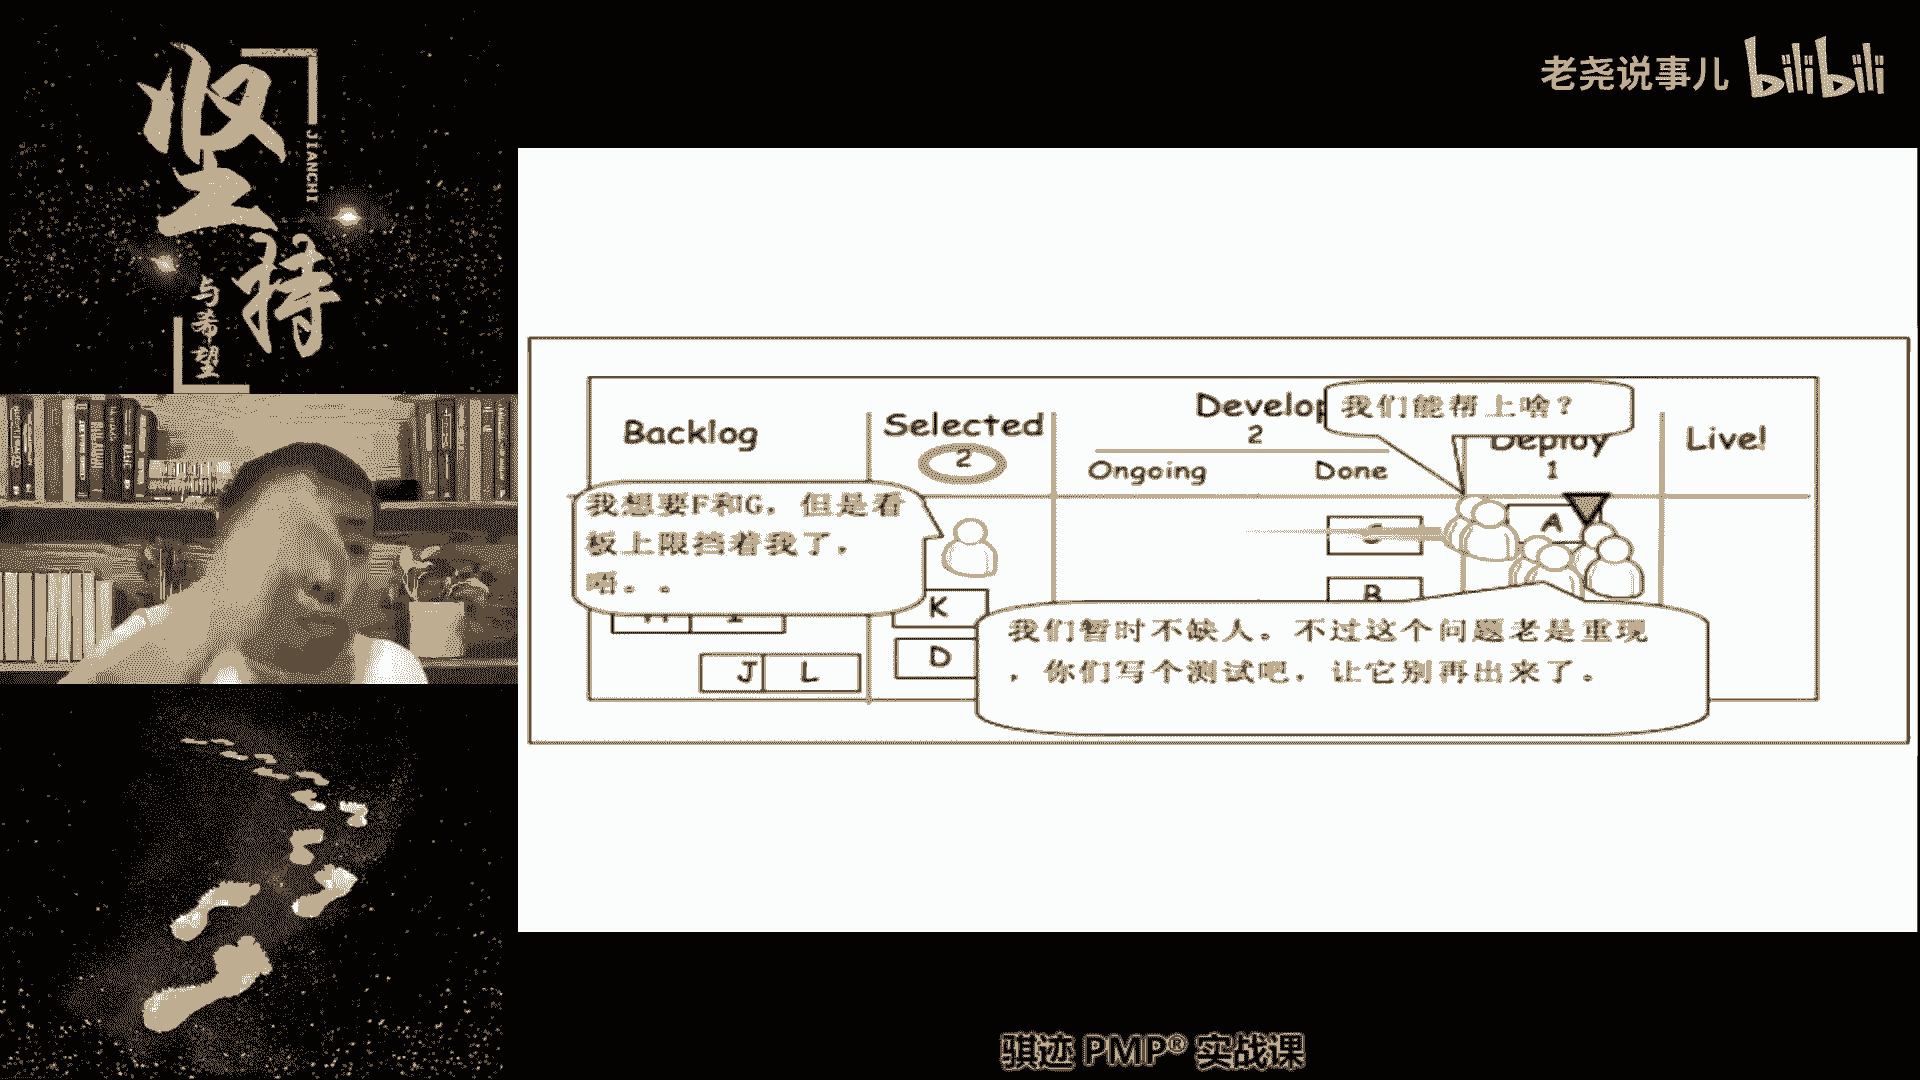 坚
持
JIANCHI
与希望
老尧说事儿 bilibili
Backlog
Selected
2
Develop
2
Ongoing
Done
我们能帮上啥？
Deploy
1
Live!
我想要F和G，但是看
板上限挡着我了，
唔。。
A
B
K
D
J
L
我们暂时不缺人。不过这个问题老是重现
，你们写个测试吧，让它别再出来了。
骐迹 PMP® 实战课